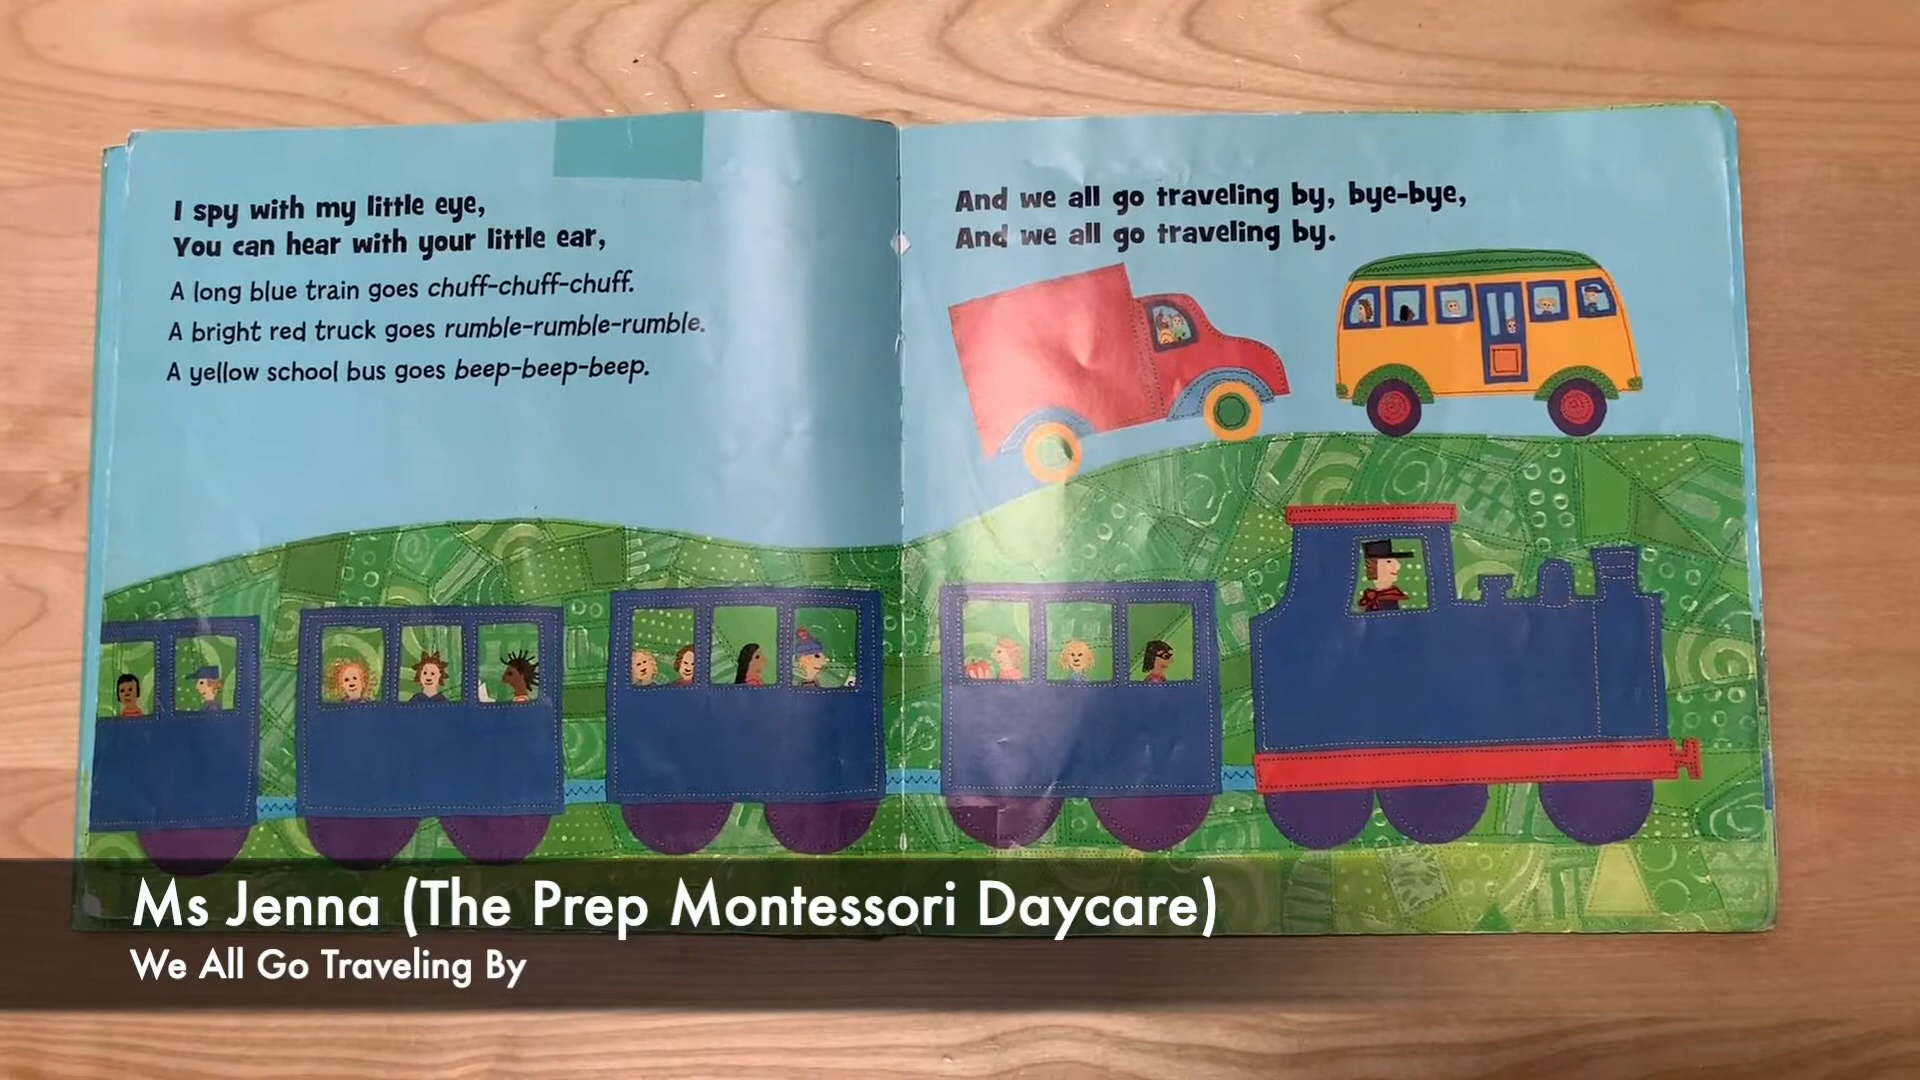 I spy with my little eye,
You can hear with your little ear,
A long blue train goes chuff-chuff-chuff.
A bright red truck goes rumble-rumble-rumble.
A yellow school bus goes beep-beep-beep.
And we all go traveling by, bye-bye,
And we all go traveling by.
Ms Jenna (The Prep Montessori Daycare)
We All Go Traveling By